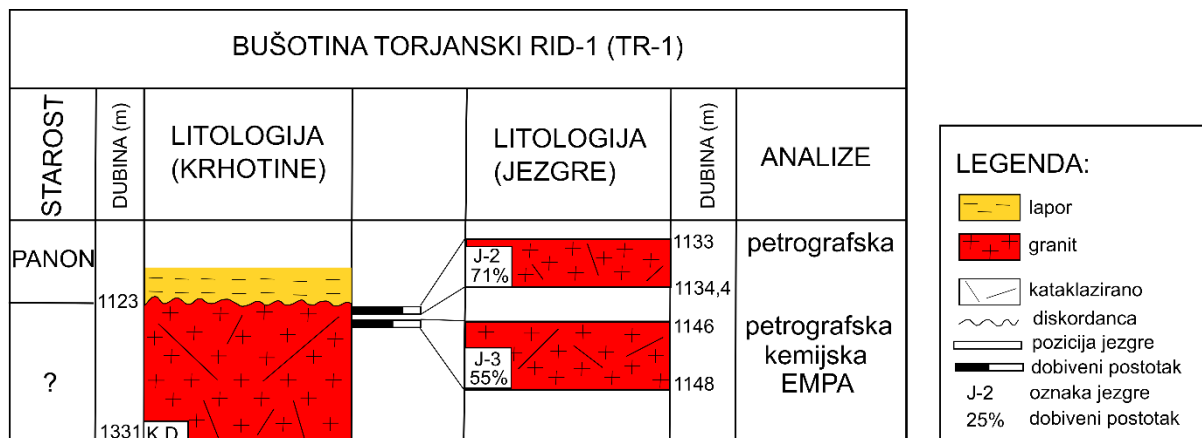 BUŠOTINA TORJANSKI RID-1 (TR-1)
STAROST
DUBINA (m)
LITOLOGIJA
(KRHOTINE)
LITOLOGIJA
(JEZGRE)
DUBINA (m)
ANALIZE
PANON
?
1123
1331
K.D.
J-2
71%
1133
1134,4
petrografska
J-3
55%
1146
1148
petrografska
kemijska
EMPA
LEGENDA:
lapor
granit
kataklazirano
diskordanca
pozicija jezgre
dobiveni postotak
J-2 oznaka jezgre
25% dobiveni postotak